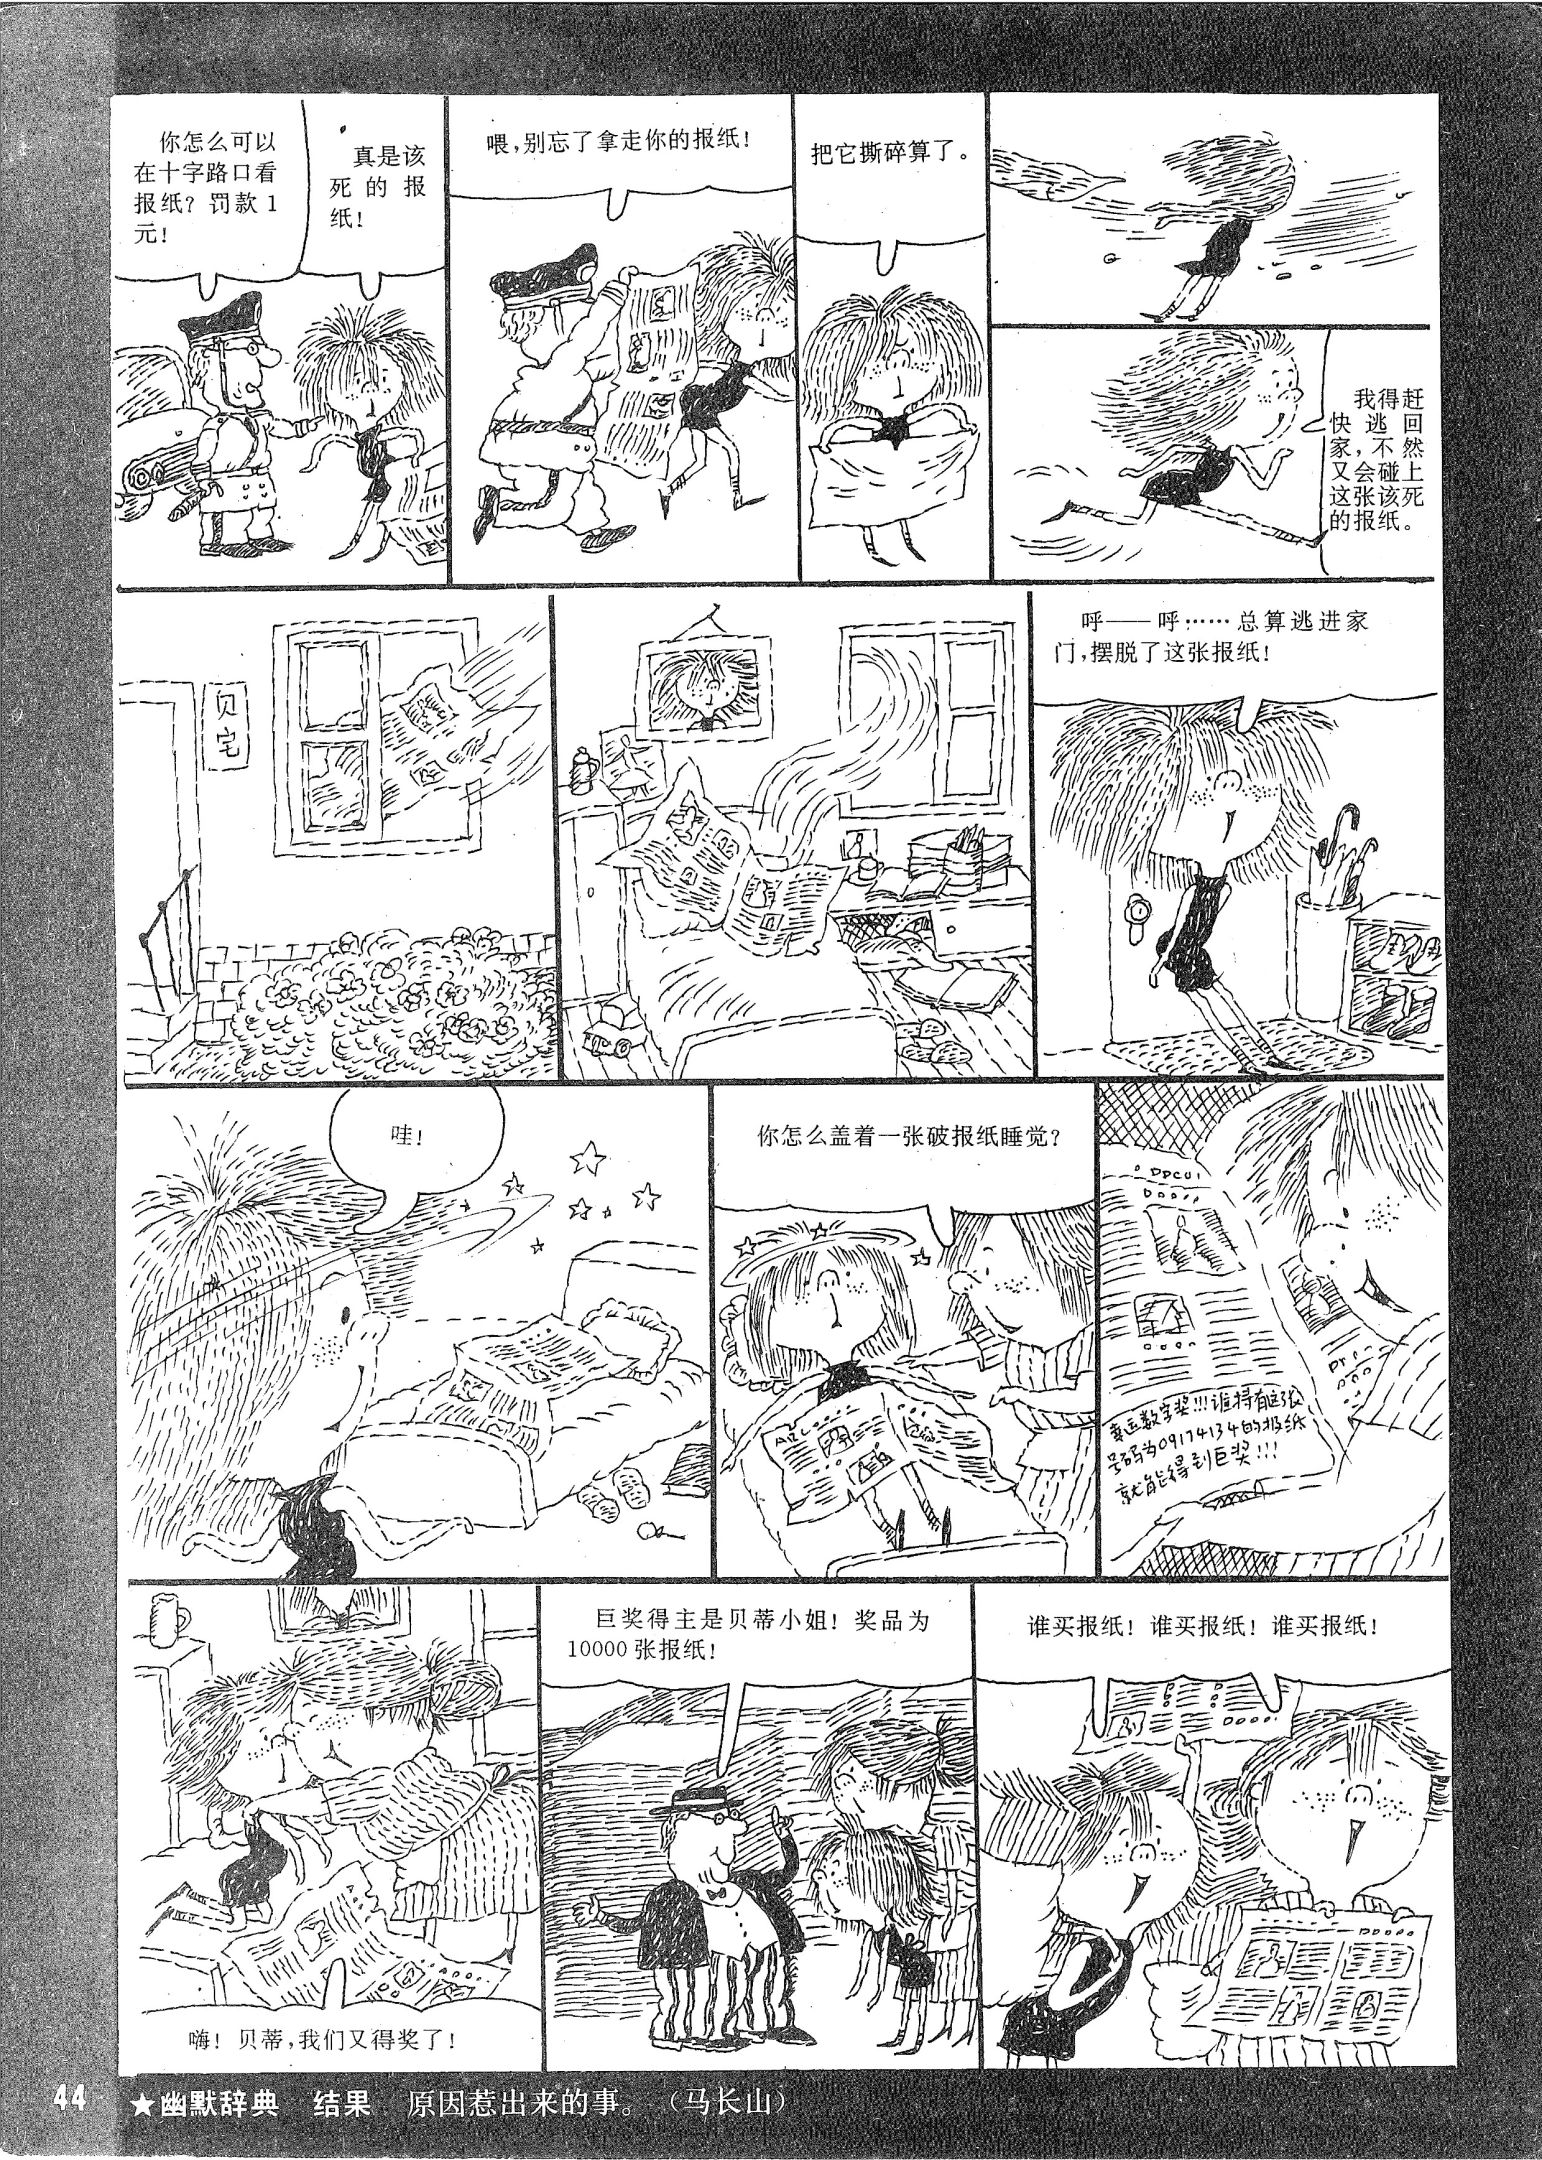 你怎么可以
在十字路口看
报纸？罚款1
元！
真是该
死的报
纸！
喂，别忘了拿走你的报纸！
把它撕碎算了。
我得赶
快逃回
家，不然
又会碰上
这张该死
的报纸。
贝
宅
呼——呼……总算逃进家
门，摆脱了这张报纸！
哇！
你怎么盖着一张破报纸睡觉？
幸运数字奖!!!谁持有这张
号码为09174134的报纸
就能得到巨奖!!!
嗨！贝蒂，我们又得奖了！
巨奖得主是贝蒂小姐！奖品为
10000张报纸！
谁买报纸！谁买报纸！谁买报纸！
44
★幽默辞典 结果 原因惹出来的事。（马长山）